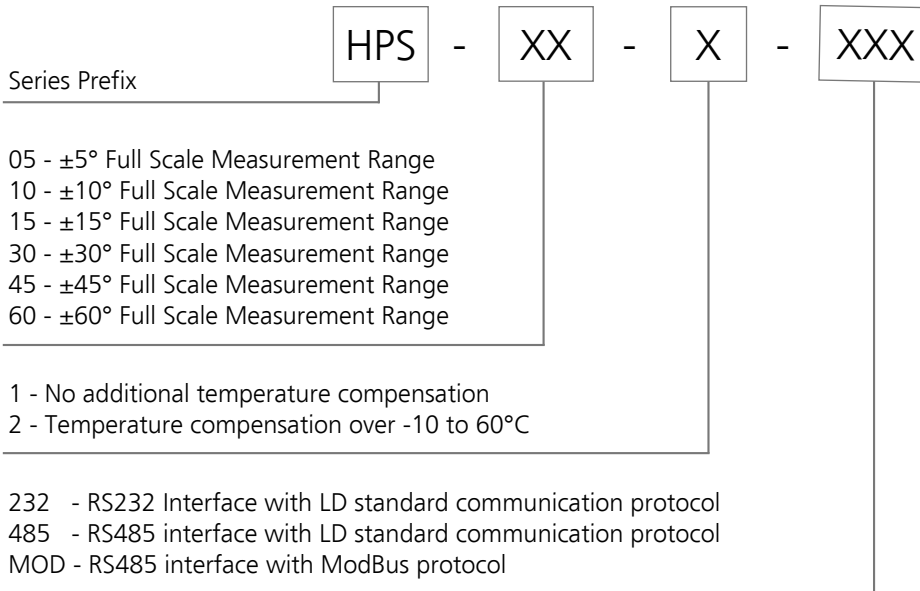 HPS - XX - X - XXX
Series Prefix
05 - ±5° Full Scale Measurement Range
10 - ±10° Full Scale Measurement Range
15 - ±15° Full Scale Measurement Range
30 - ±30° Full Scale Measurement Range
45 - ±45° Full Scale Measurement Range
60 - ±60° Full Scale Measurement Range
1 - No additional temperature compensation
2 - Temperature compensation over -10 to 60°C
232 - RS232 Interface with LD standard communication protocol
485 - RS485 interface with LD standard communication protocol
MOD - RS485 interface with ModBus protocol